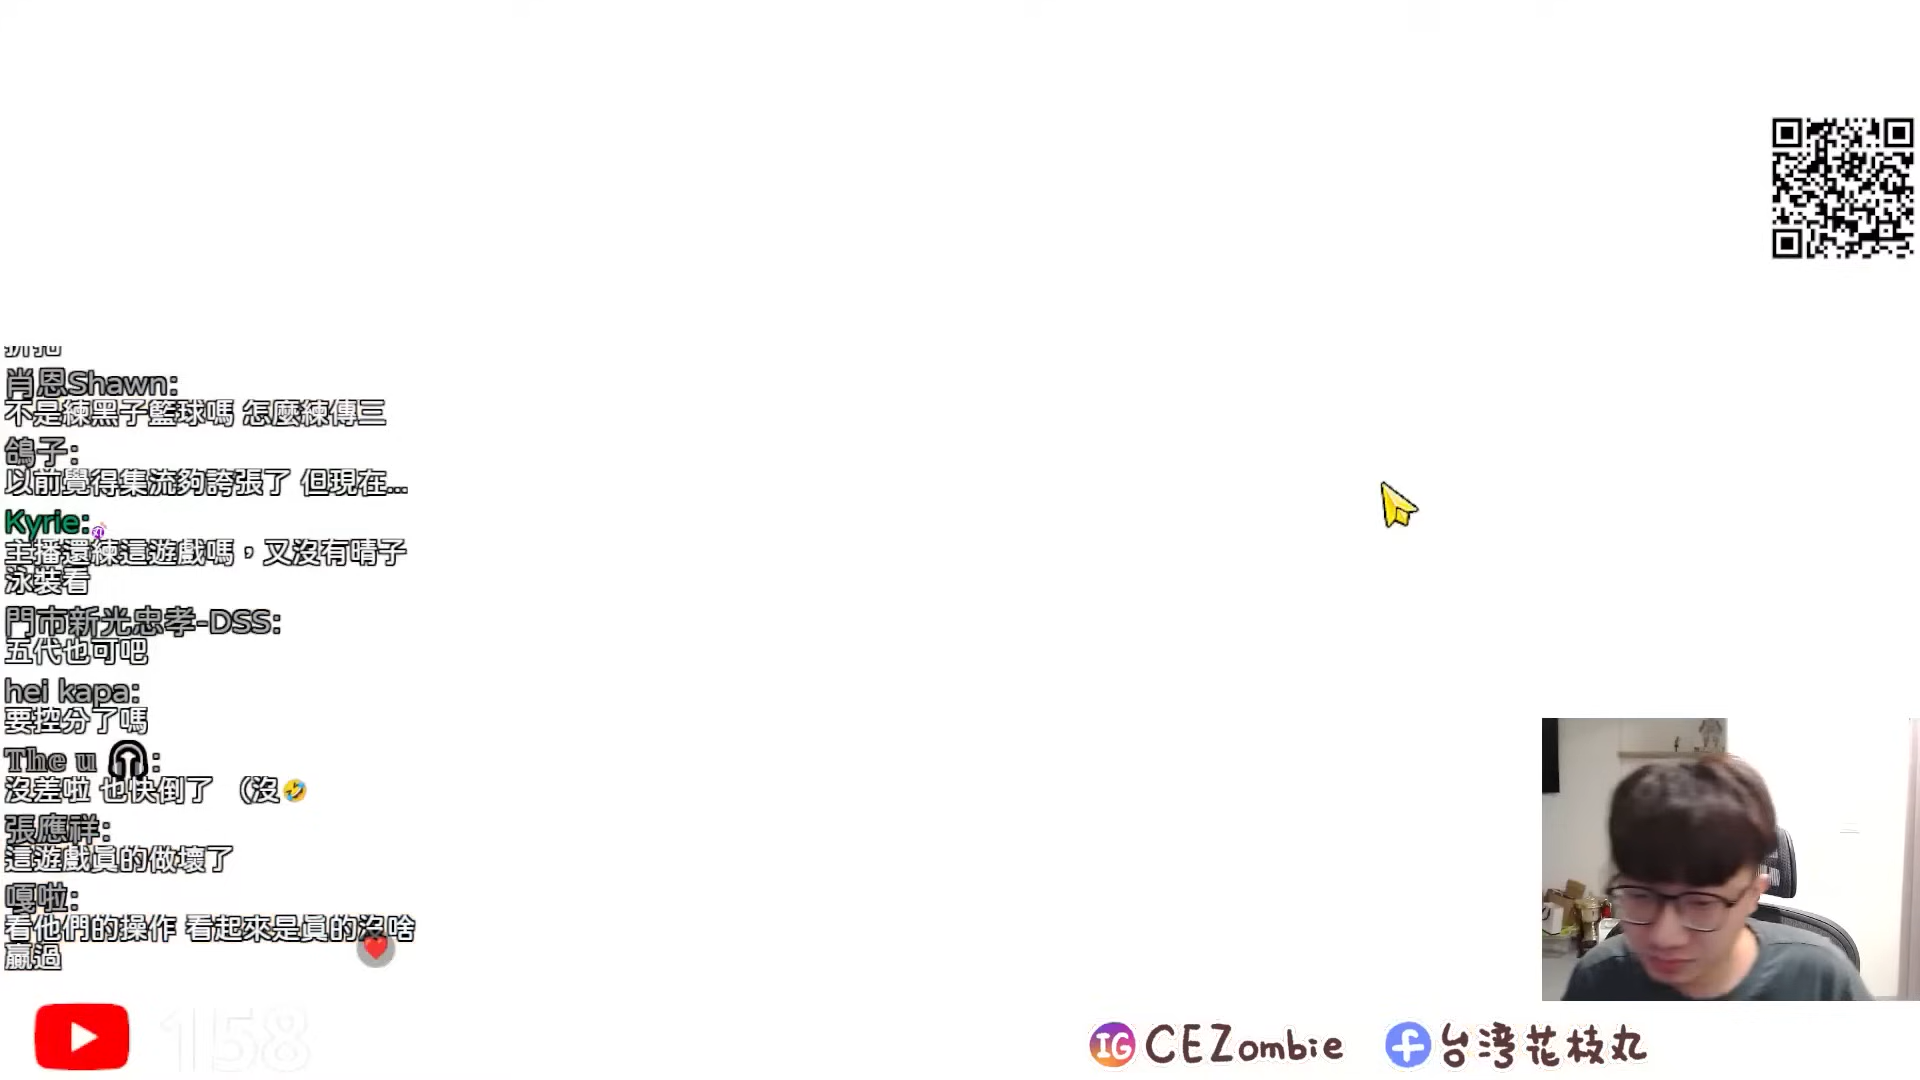 肖恩Shawn:
不是練黑子籃球嗎 怎麼練傳三
鴿子:
以前覺得集流夠誇張了 但現在...
Kyrie:
主播還練這遊戲嗎，又沒有晴子
泳裝看
門市新光忠孝-DSS:
五代也可吧
hei kapa:
要控分了嗎
The u
沒差啦 也快倒了 （沒🤣
張應祥:
這遊戲真的做壞了
嘎啦:
看他們的操作 看起來是真的沒啥
贏過
158
IG CEZombie
台湾花枝丸